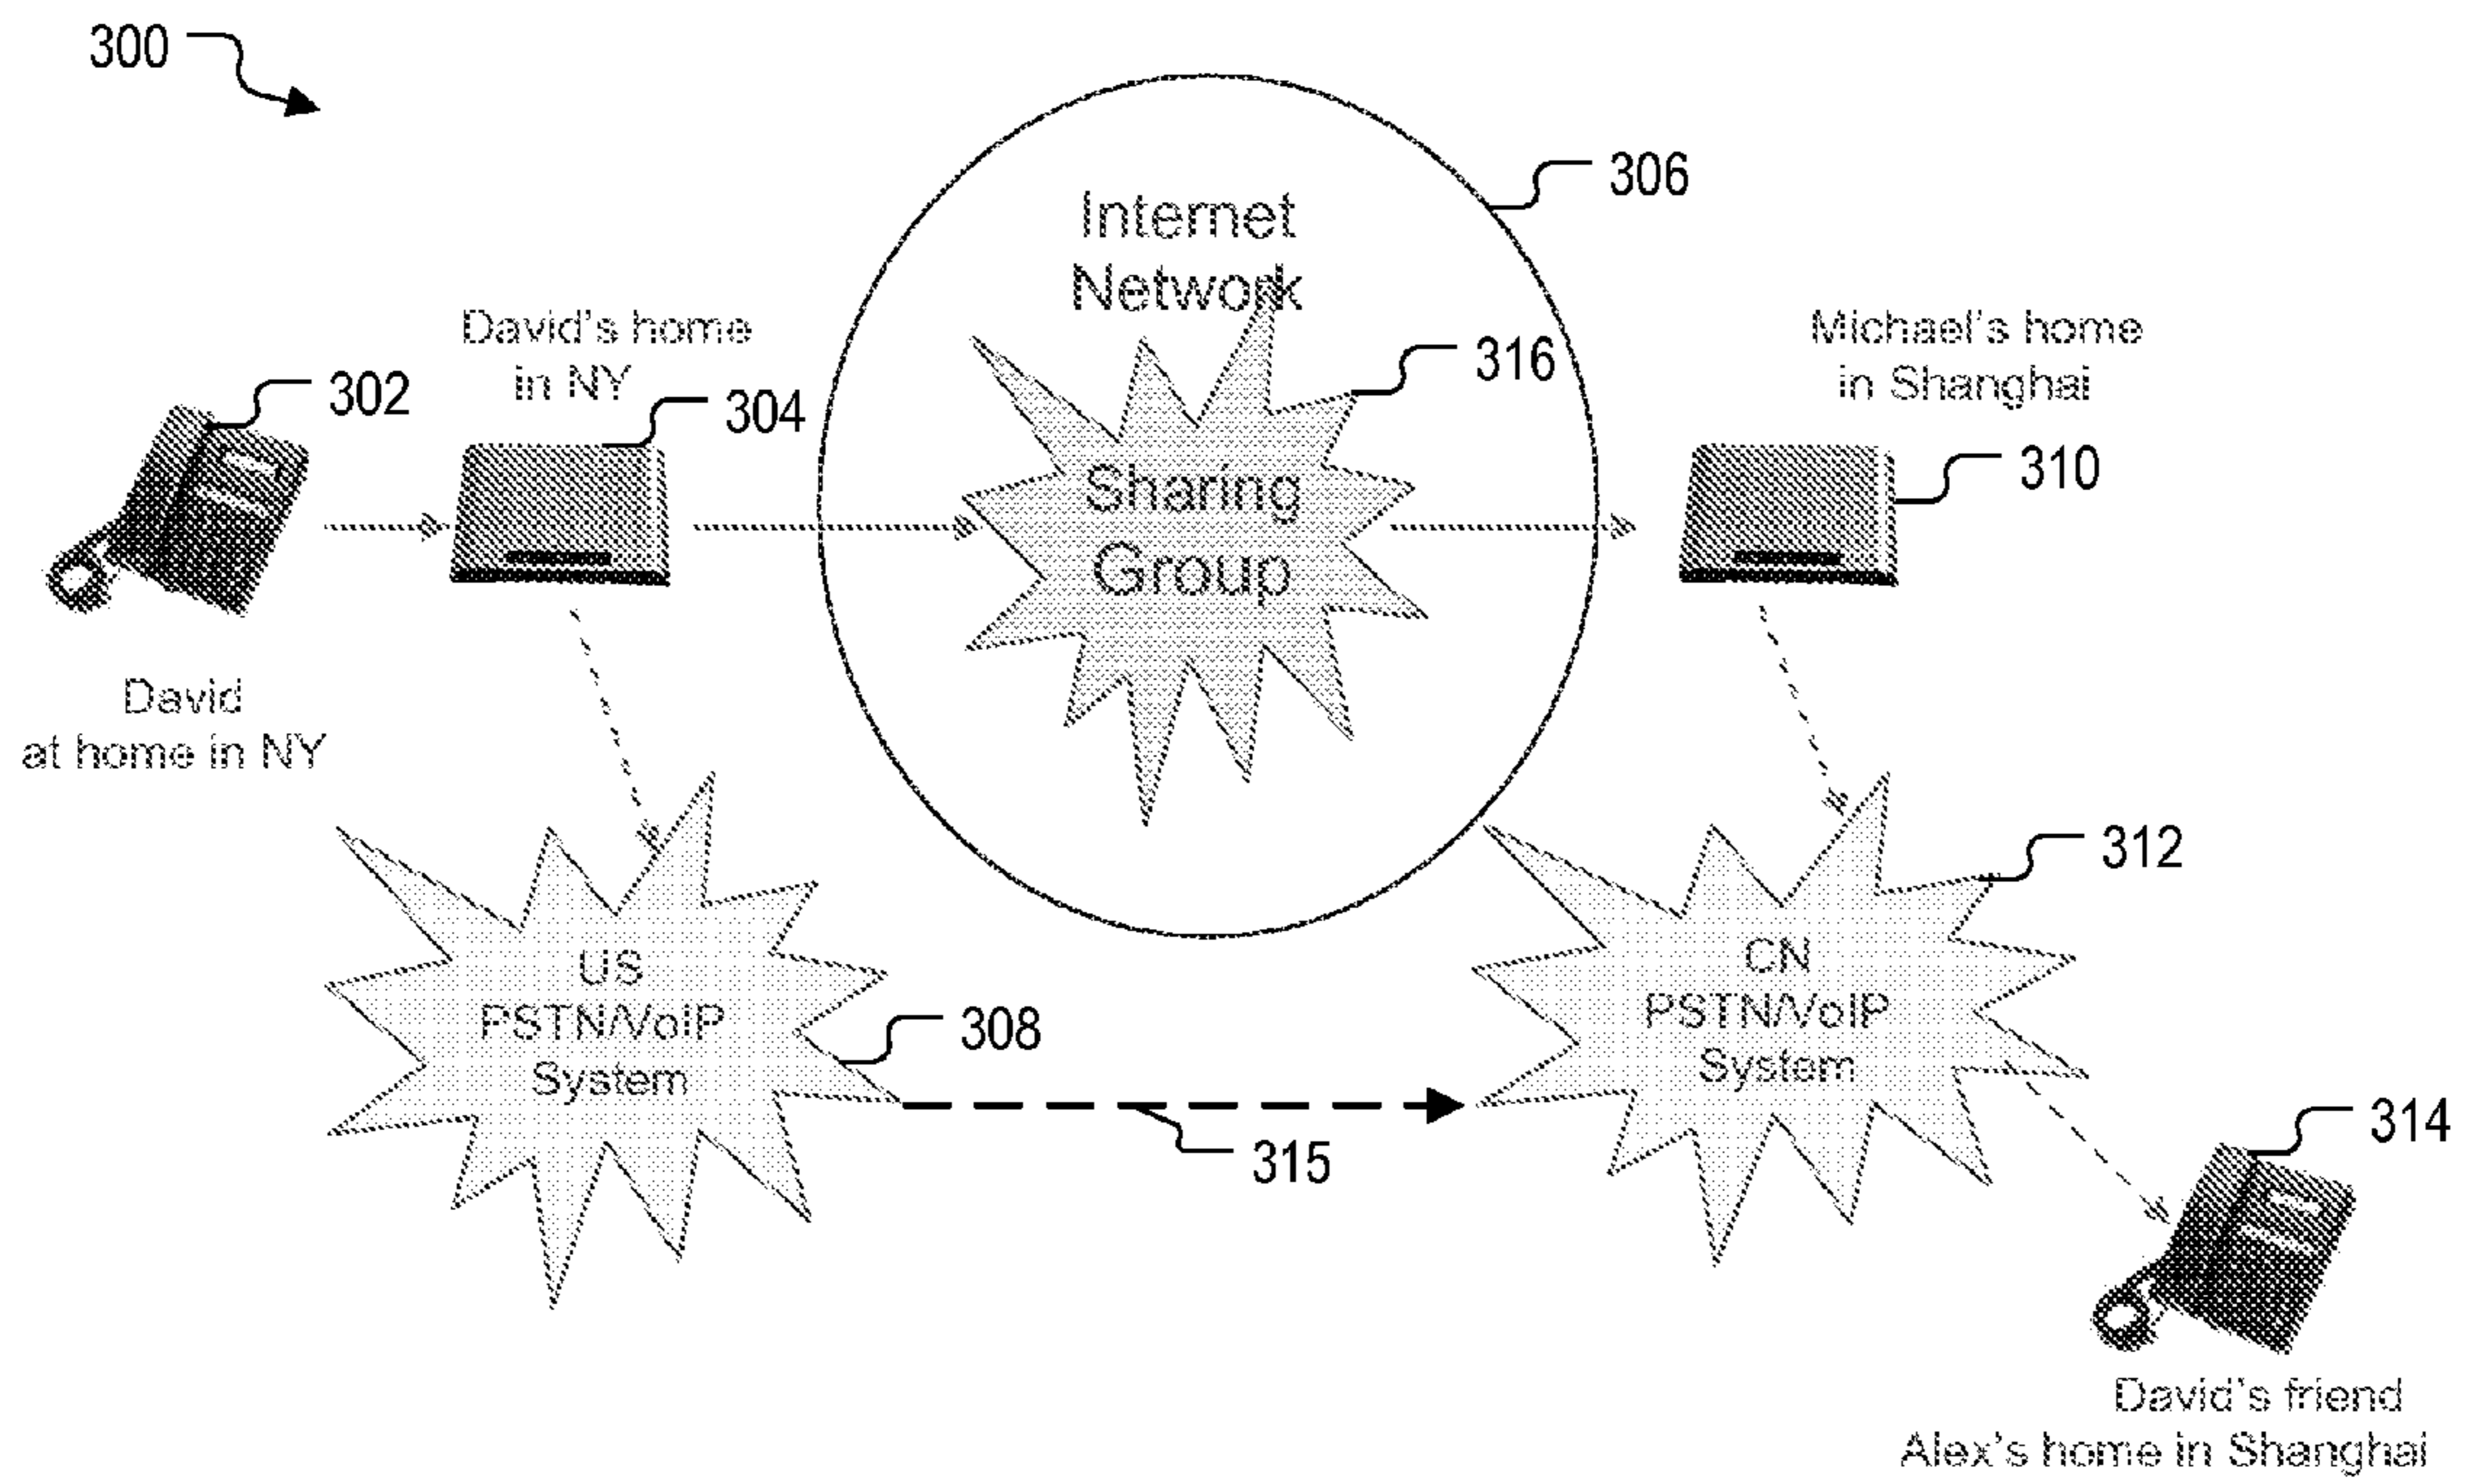 300
306
Internet
Network
316
Sharing
Group
David's home
in NY
304
302
David
at home in NY
Michael's home
in Shanghai
310
312
US
PSTN/VoIP
System
308
CN
PSTN/VoIP
System
315
314
David's friend
Alex's home in Shanghai